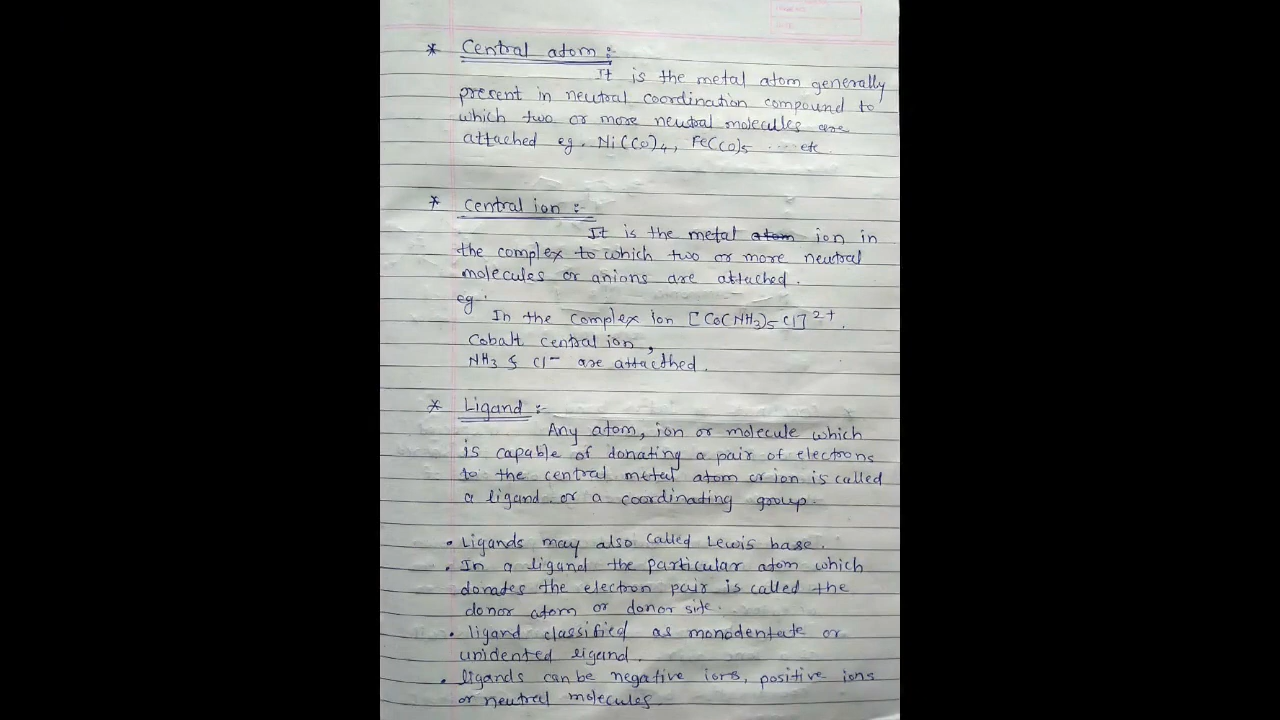 * Central atom :-
It is the metal atom generally
present in neutral coordination compound to
which two or more neutral molecules are
attached eg. Ni(CO)4, Fe(CO)5 .... etc
* Central ion :-
It is the metal atom ion in
the complex to which two or more neutral
molecules or anions are attached.
eg.
In the complex ion [Co(NH3)5Cl]2+,
Cobalt central ion,
NH3 & Cl- are attacthed.
* Ligand :-
Any atom, ion or molecule which
is capable of donating a pair of electrons
to the central metal atom or ion is called
a ligand or a coordinating group.
• Ligands may also called Lewis base.
• In a ligand the particular atom which
donates the electron pair is called the
donor atom or donor side.
• ligand classified as monodentate or
unidented ligand.
• ligands can be negative ions, positive ions
or neutral molecules